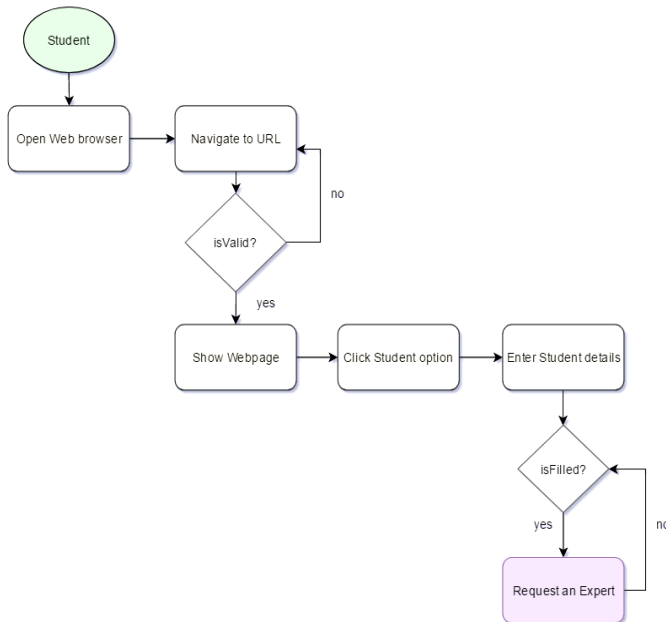 Student
Open Web browser
Navigate to URL
no
isValid?
yes
Show Webpage
Click Student option
Enter Student details
isFilled?
yes
no
Request an Expert